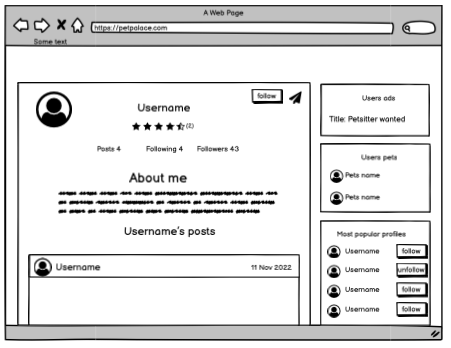 A Web Page
https://petpalace.com
Some text
follow
Username
(2)
Posts 4 Following 4 Followers 43
About me
Username's posts
Username 11 Nov 2022
Users ads
Title: Petsitter wanted
Users pets
Pets name
Pets name
Most popular profiles
Username follow
Username unfollow
Username follow
Username follow